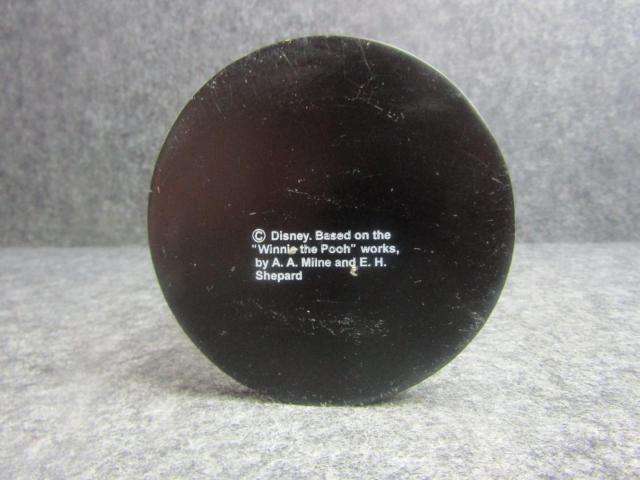 © Disney. Based on the
"Winnie the Pooh" works,
by A. A. Milne and E. H.
Shepard